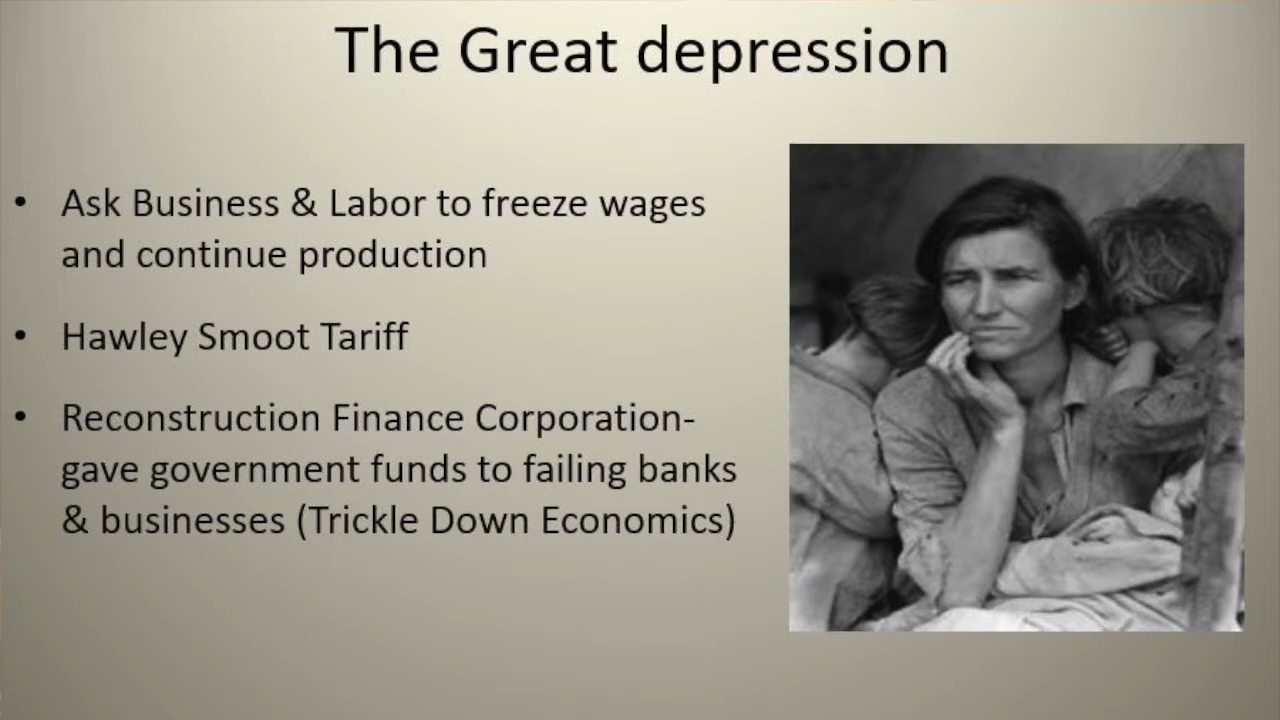 The Great depression
• Ask Business & Labor to freeze wages
and continue production
• Hawley Smoot Tariff
• Reconstruction Finance Corporation-
gave government funds to failing banks
& businesses (Trickle Down Economics)